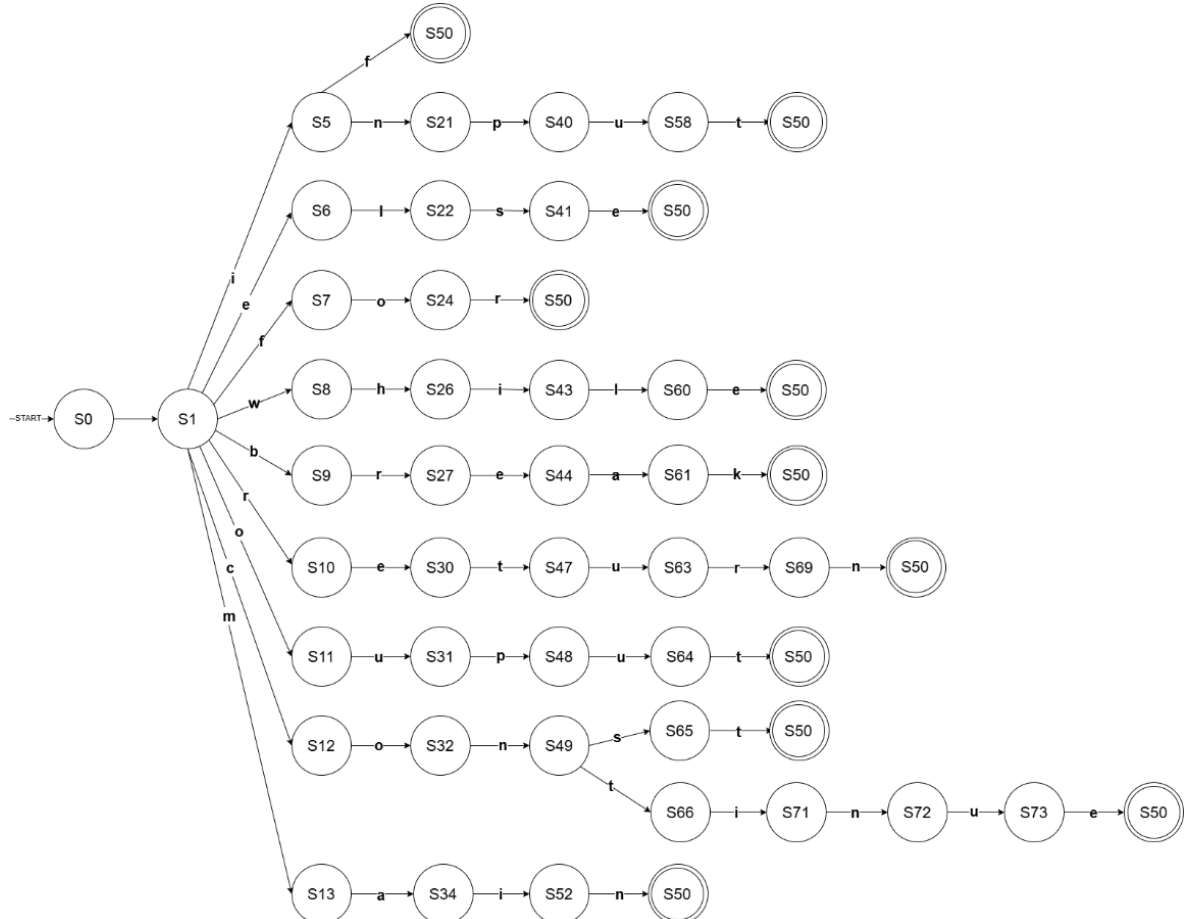 S50
f
S5 n S21 p S40 u S58 t S50
S6 l S22 s S41 e S50
i
e
S7 o S24 r S50
f
S8 h S26 i S43 l S60 e S50
w
START S0 S1
b
S9 r S27 e S44 a S61 k S50
r
o
S10 e S30 t S47 u S63 r S69 n S50
c
m
S11 u S31 p S48 u S64 t S50
s S65 t S50
S12 o S32 n S49
t
S66 i S71 n S72 u S73 e S50
S13 a S34 i S52 n S50